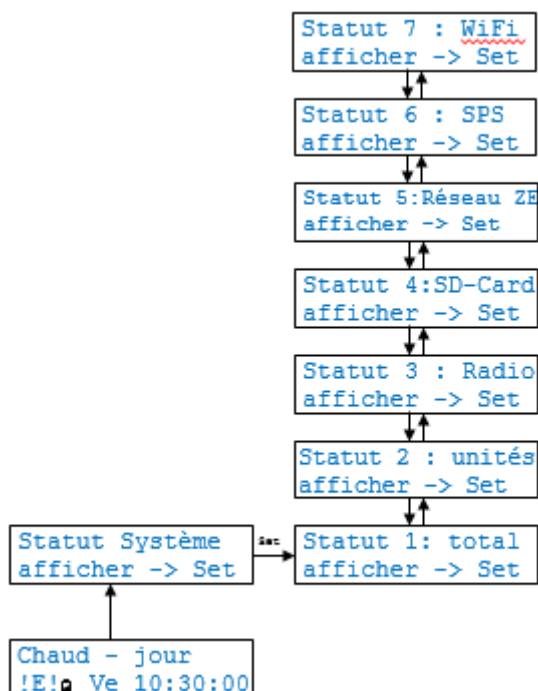 Statut 7 : WiFi
afficher -> Set
Statut 6 : SPS
afficher -> Set
Statut 5:Réseau ZE
afficher -> Set
Statut 4:SD-Card
afficher -> Set
Statut 3 : Radio
afficher -> Set
Statut 2 : unités
afficher -> Set
Statut Système
afficher -> Set
Set
Statut 1: total
afficher -> Set
Chaud - jour
!E! Ve 10:30:00